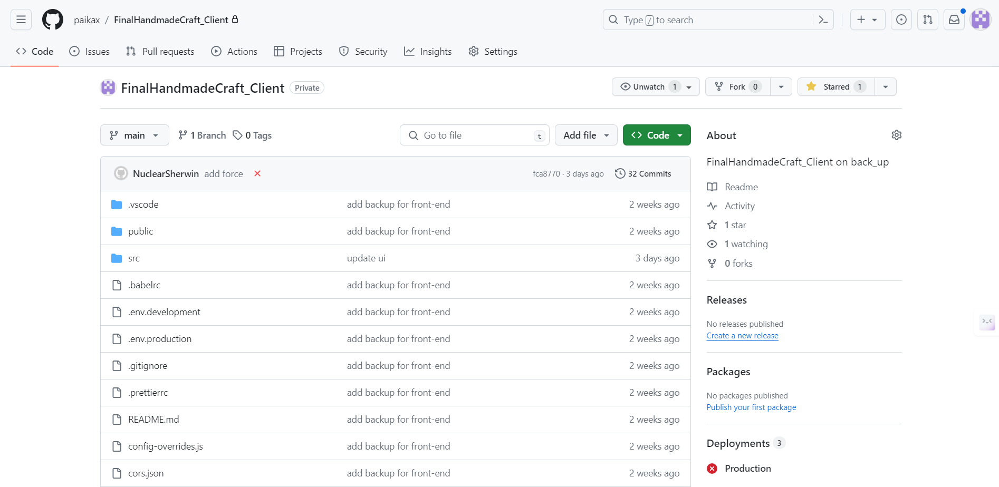 paikax / FinalHandmadeCraft_Client
Type / to search
Code Issues Pull requests Actions Projects Security Insights Settings
FinalHandmadeCraft_Client Private
Unwatch 1 Fork 0 Starred 1
main 1 Branch 0 Tags
Go to file t Add file Code
NuclearSherwin add force fca8770 · 3 days ago 32 Commits
.vscode add backup for front-end 2 weeks ago
public add backup for front-end 2 weeks ago
src update ui 3 days ago
.babelrc add backup for front-end 2 weeks ago
.env.development add backup for front-end 2 weeks ago
.env.production add backup for front-end 2 weeks ago
.gitignore add backup for front-end 2 weeks ago
.prettierrc add backup for front-end 2 weeks ago
README.md add backup for front-end 2 weeks ago
config-overrides.js add backup for front-end 2 weeks ago
cors.json add backup for front-end 2 weeks ago
About
FinalHandmadeCraft_Client on back_up
Readme
Activity
1 star
1 watching
0 forks
Releases
No releases published
Create a new release
Packages
No packages published
Publish your first package
Deployments 3
Production